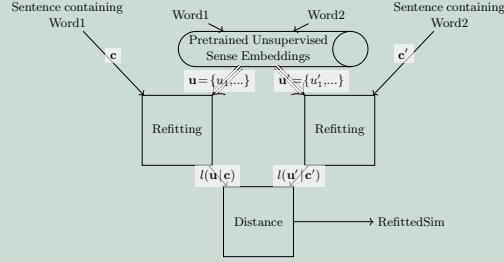 Sentence containing
Word1
Word1
Word2
Sentence containing
Word2
Pretrained Unsupervised
Sense Embeddings
c
c′
u={u₁,...}
u′={u′₁,...}
Refitting
Refitting
l(u|c)
l(u′|c′)
Distance
RefittedSim